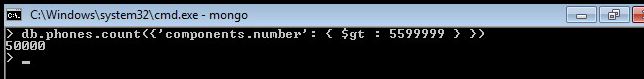 C:\Windows\system32\cmd.exe - mongo
> db.phones.count({'components.number': { $gt : 5599999 } })
50000
> _